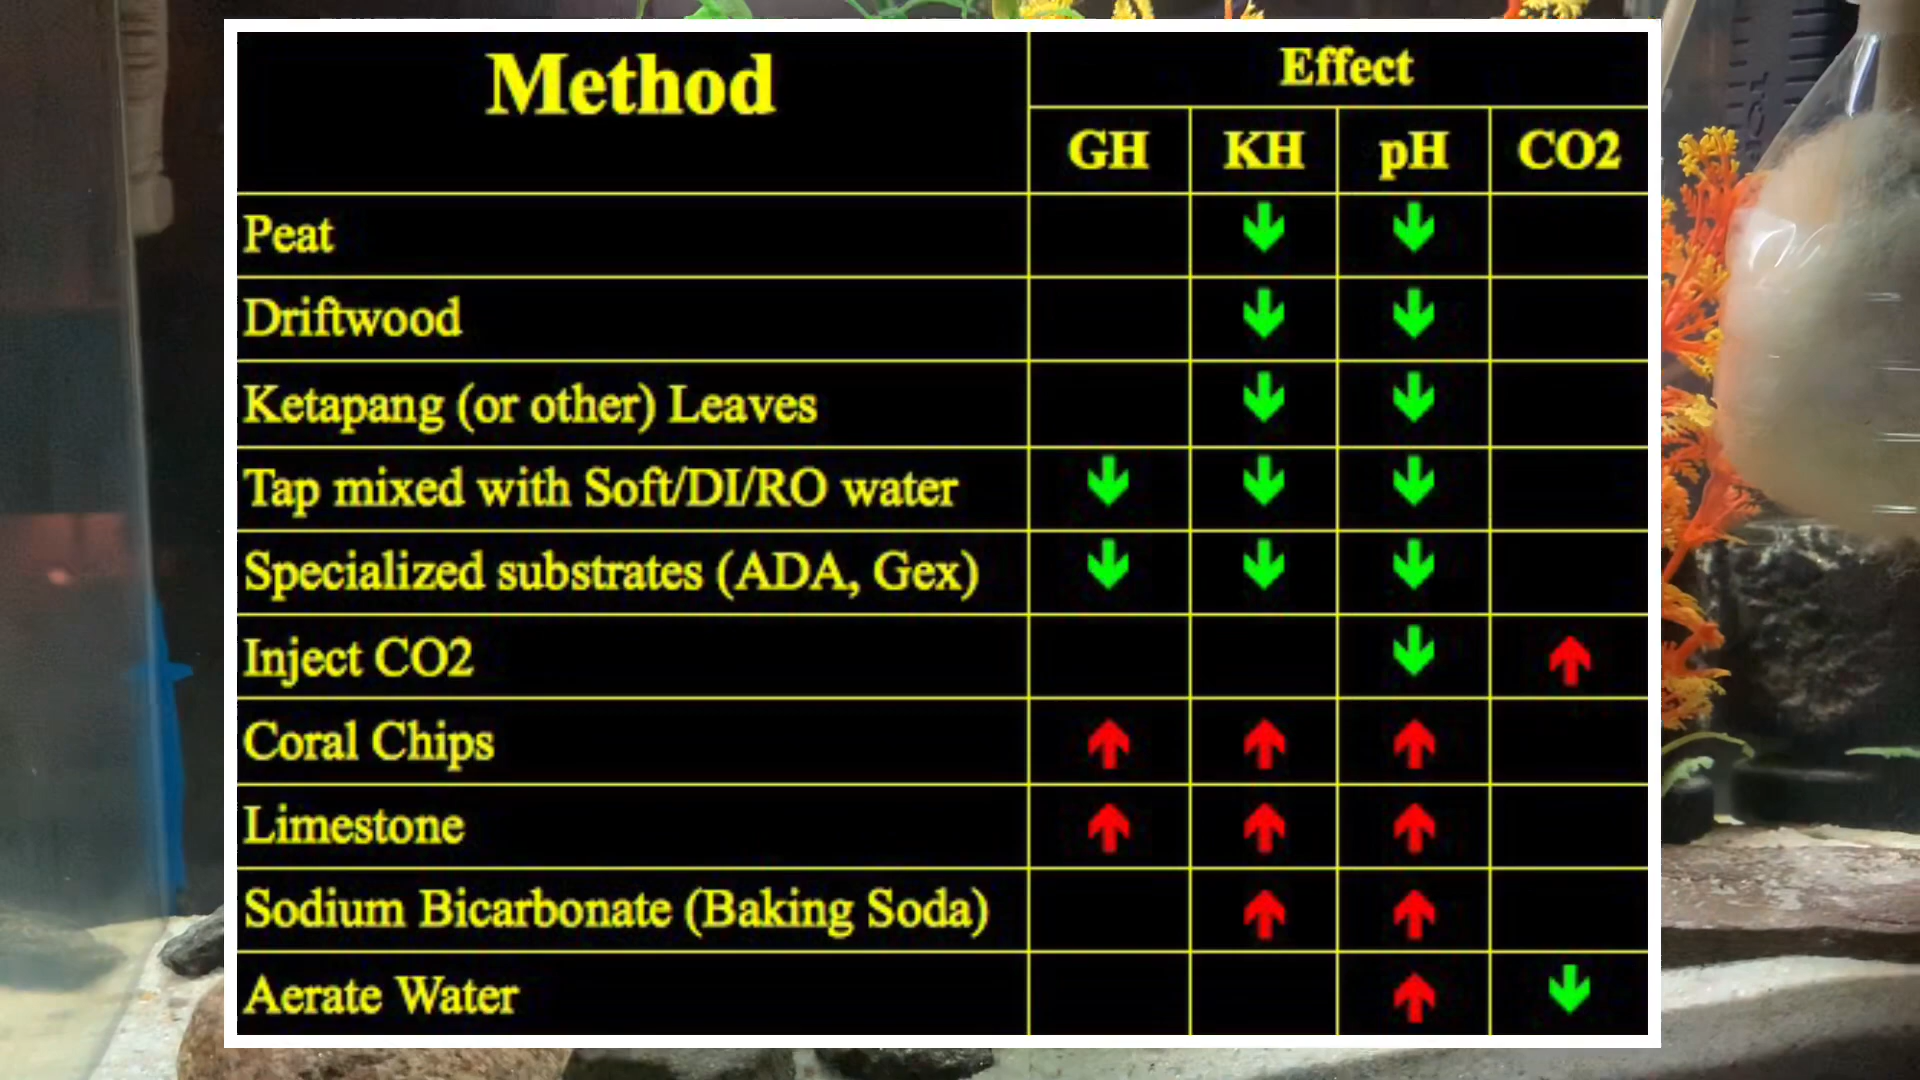 Method
Effect
GH KH pH CO2
Peat
Driftwood
Ketapang (or other) Leaves
Tap mixed with Soft/DI/RO water
Specialized substrates (ADA, Gex)
Inject CO2
Coral Chips
Limestone
Sodium Bicarbonate (Baking Soda)
Aerate Water